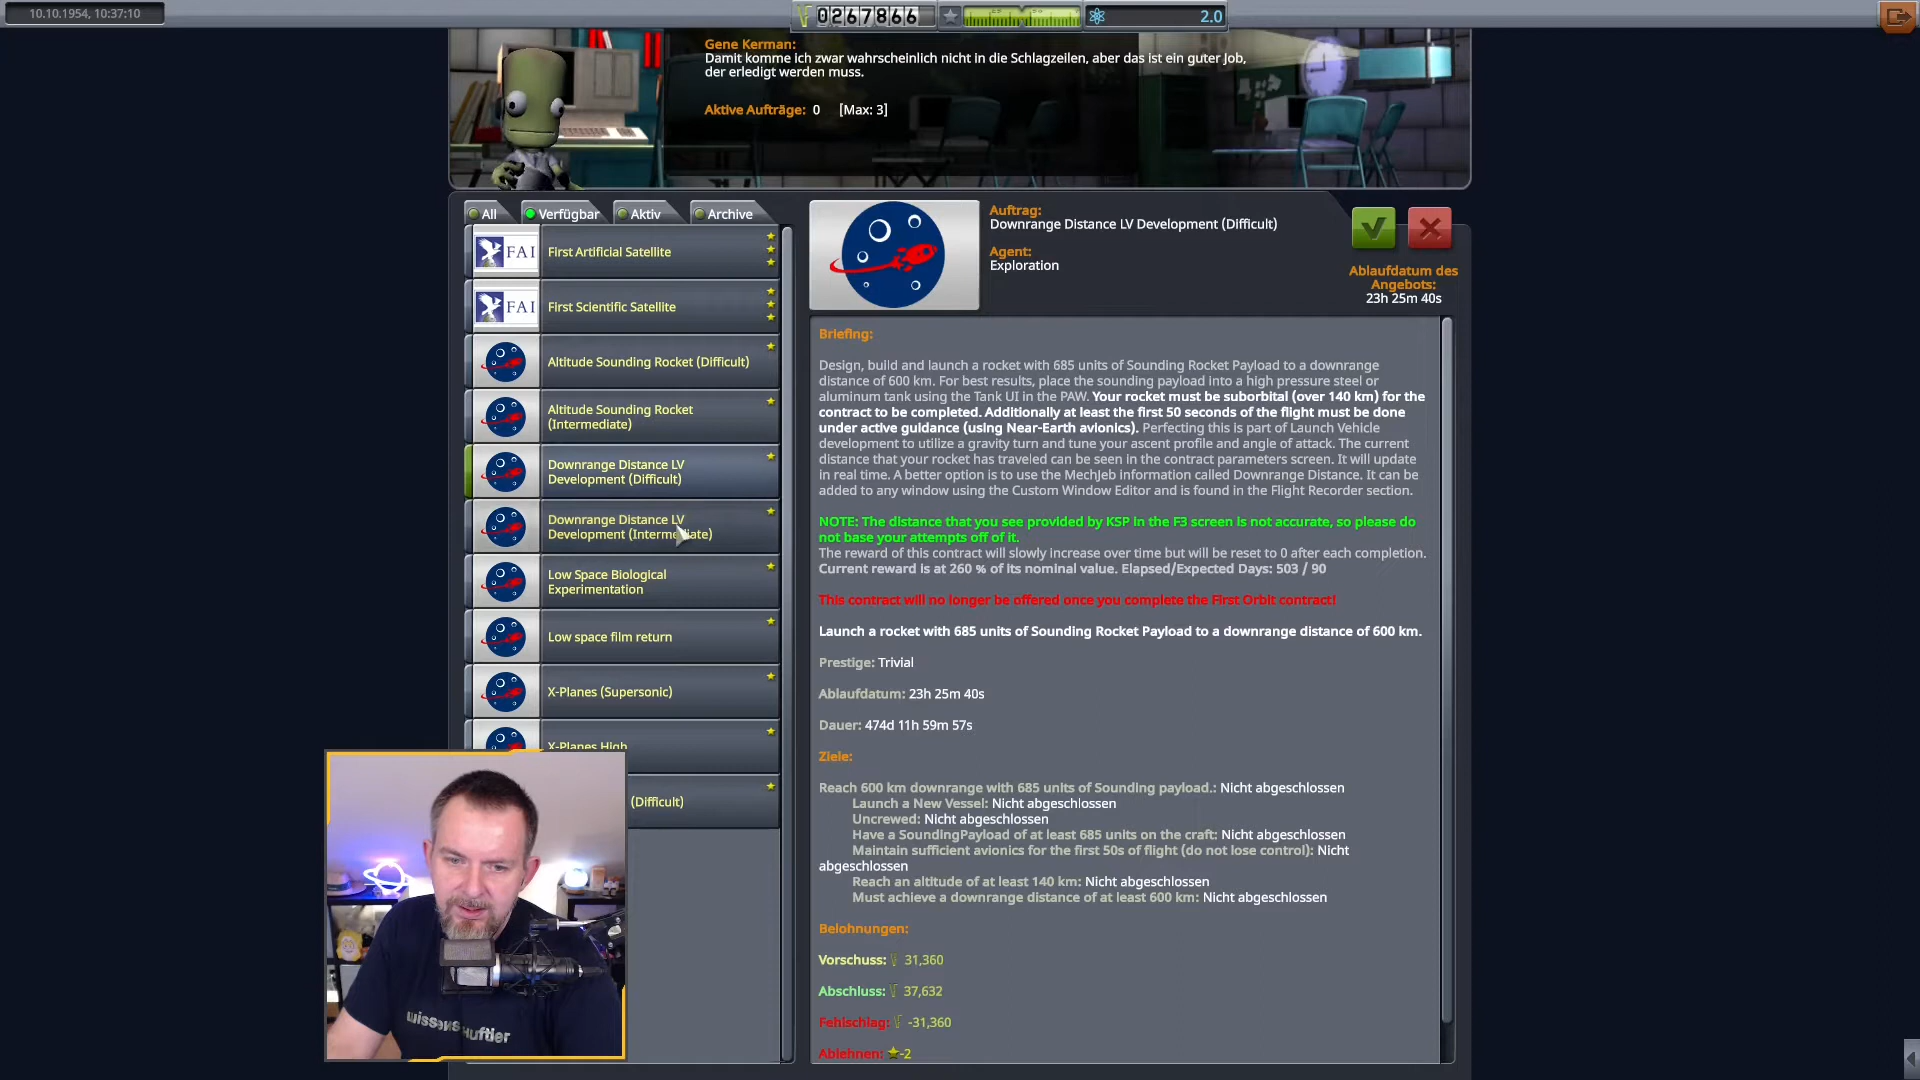 10.10.1954, 10:37:10
0267866
2.0
Gene Kerman:
Damit komme ich zwar wahrscheinlich nicht in die Schlagzeilen, aber das ist ein guter Job,
der erledigt werden muss.
Aktive Aufträge: 0 [Max: 3]
All
Verfügbar
Aktiv
Archive
FAI
First Artificial Satellite
FAI
First Scientific Satellite
Altitude Sounding Rocket (Difficult)
Altitude Sounding Rocket
(Intermediate)
Downrange Distance LV
Development (Difficult)
Downrange Distance LV
Development (Intermediate)
Low Space Biological
Experimentation
Low space film return
X-Planes (Supersonic)
X-Planes High
(Difficult)
Auftrag:
Downrange Distance LV Development (Difficult)
Agent:
Exploration
Ablaufdatum des
Angebots:
23h 25m 40s
Briefing:
Design, build and launch a rocket with 685 units of Sounding Rocket Payload to a downrange
distance of 600 km. For best results, place the sounding payload into a high pressure steel or
aluminum tank using the Tank UI in the PAW. Your rocket must be suborbital (over 140 km) for the
contract to be completed. Additionally at least the first 50 seconds of the flight must be done
under active guidance (using Near-Earth avionics). Perfecting this is part of Launch Vehicle
development to utilize a gravity turn and tune your ascent profile and angle of attack. The current
distance that your rocket has traveled can be seen in the contract parameters screen. It will update
in real time. A better option is to use the MechJeb information called Downrange Distance. It can be
added to any window using the Custom Window Editor and is found in the Flight Recorder section.
NOTE: The distance that you see provided by KSP in the F3 screen is not accurate, so please do
not base your attempts off of it.
The reward of this contract will slowly increase over time but will be reset to 0 after each completion.
Current reward is at 260 % of its nominal value. Elapsed/Expected Days: 503 / 90
This contract will no longer be offered once you complete the First Orbit contract!
Launch a rocket with 685 units of Sounding Rocket Payload to a downrange distance of 600 km.
Prestige: Trivial
Ablaufdatum: 23h 25m 40s
Dauer: 474d 11h 59m 57s
Ziele:
Reach 600 km downrange with 685 units of Sounding payload.: Nicht abgeschlossen
Launch a New Vessel: Nicht abgeschlossen
Uncrewed: Nicht abgeschlossen
Have a SoundingPayload of at least 685 units on the craft: Nicht abgeschlossen
Maintain sufficient avionics for the first 50s of flight (do not lose control): Nicht
abgeschlossen
Reach an altitude of at least 140 km: Nicht abgeschlossen
Must achieve a downrange distance of at least 600 km: Nicht abgeschlossen
Belohnungen:
Vorschuss: 31,360
Abschluss: 37,632
Fehlschlag: -31,360
Ablehnen: -2